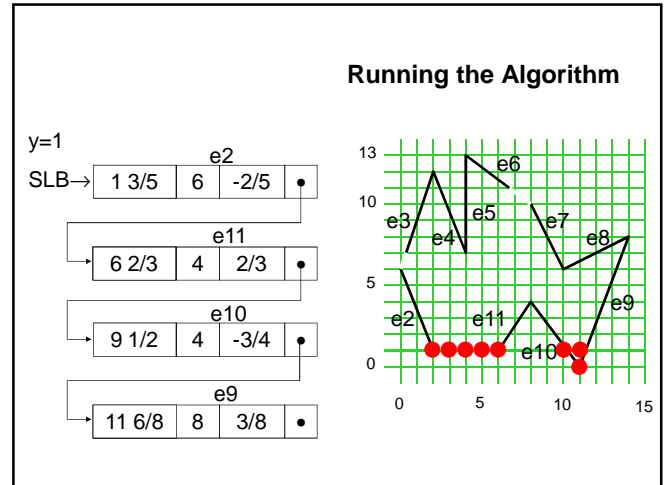 Running the Algorithm
y=1
SLB→
e2
1 3/5 6 -2/5 •
e11
6 2/3 4 2/3 •
e10
9 1/2 4 -3/4 •
e9
11 6/8 8 3/8 •
13
10
5
0
0 5 10 15
e6
e3
e5
e7
e4
e8
e9
e2
e11
e10